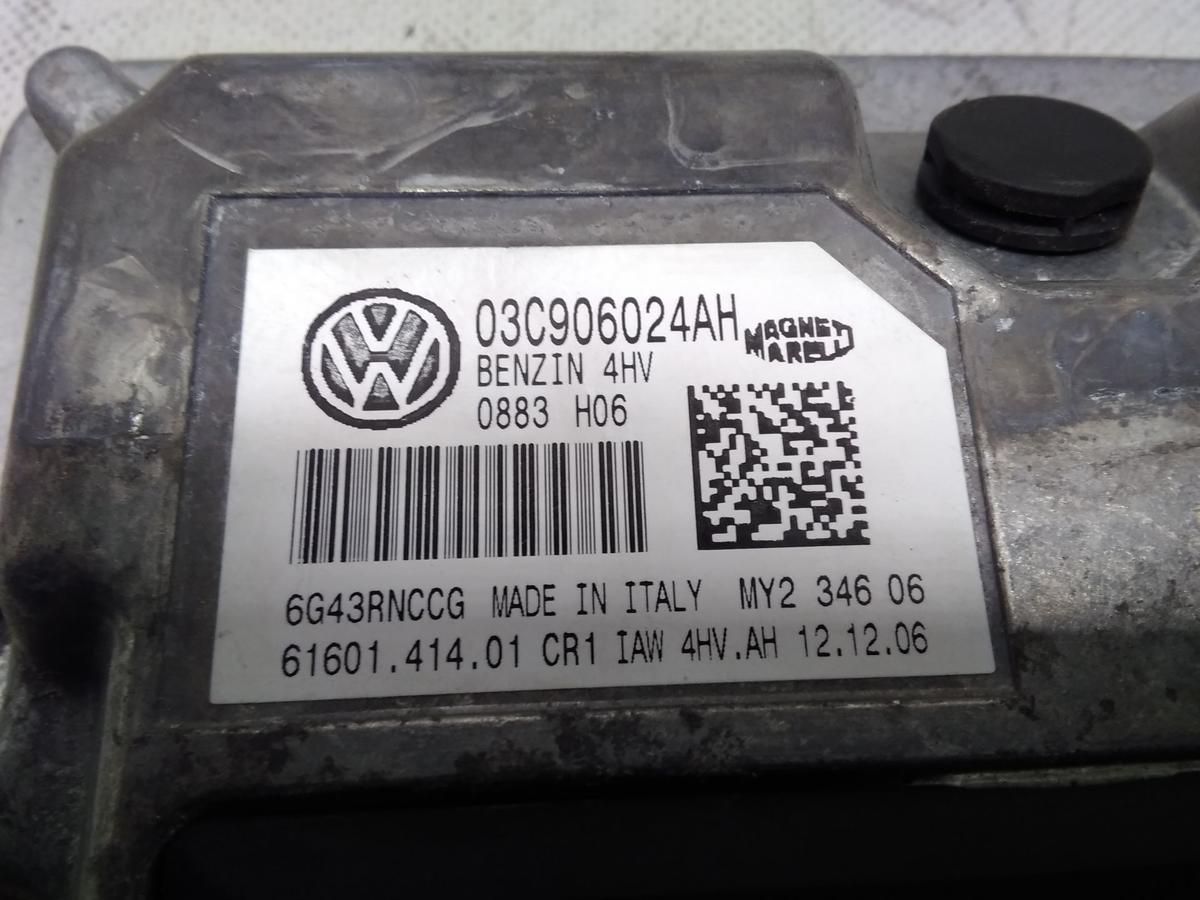 03C906024AH
MAGNETI
MARELLI
BENZIN 4HV
0883 H06
6G43RNCCG MADE IN ITALY MY2 346 06
61601.414.01 CR1 IAW 4HV.AH 12.12.06